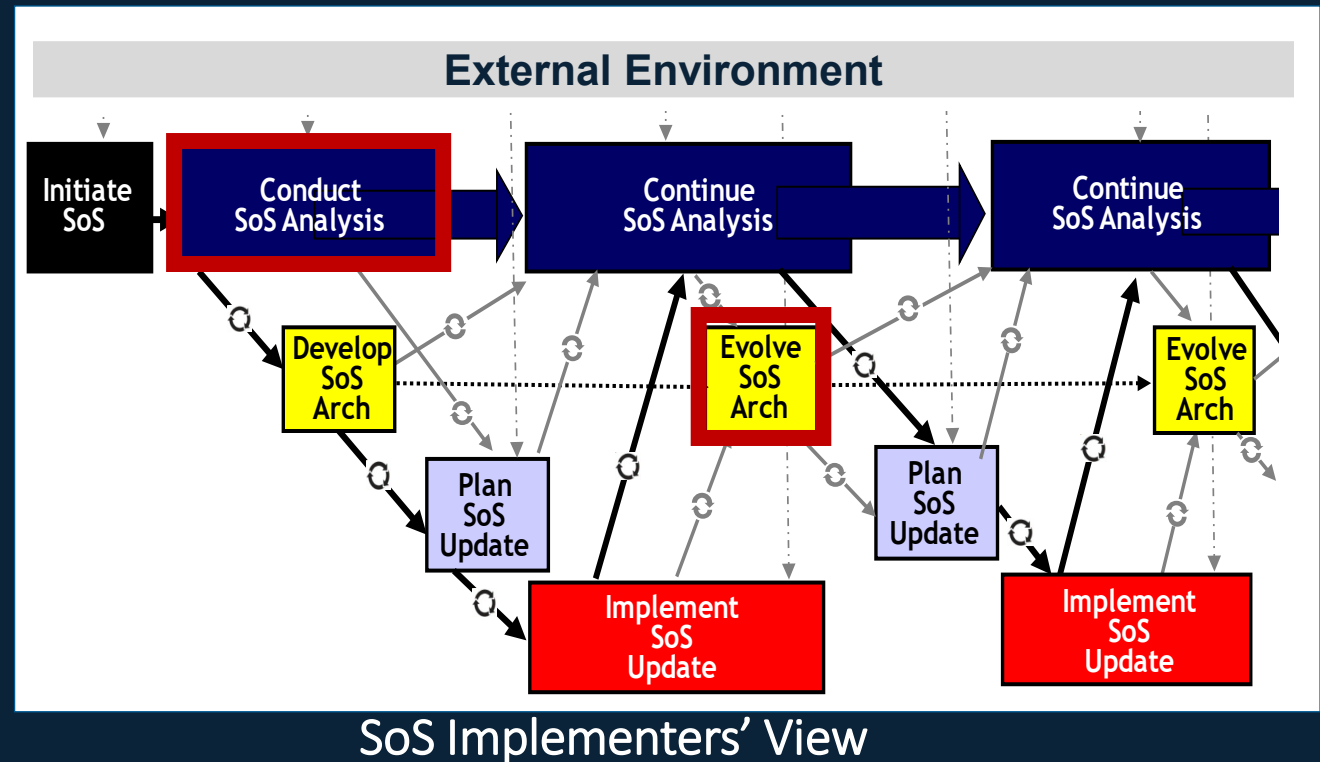 External Environment
Initiate
SoS
Conduct
SoS Analysis
Continue
SoS Analysis
Continue
SoS Analysis
Develop
SoS
Arch
Evolve
SoS
Arch
Evolve
SoS
Arch
Plan
SoS
Update
Plan
SoS
Update
Implement
SoS
Update
Implement
SoS
Update
SoS Implementers’ View